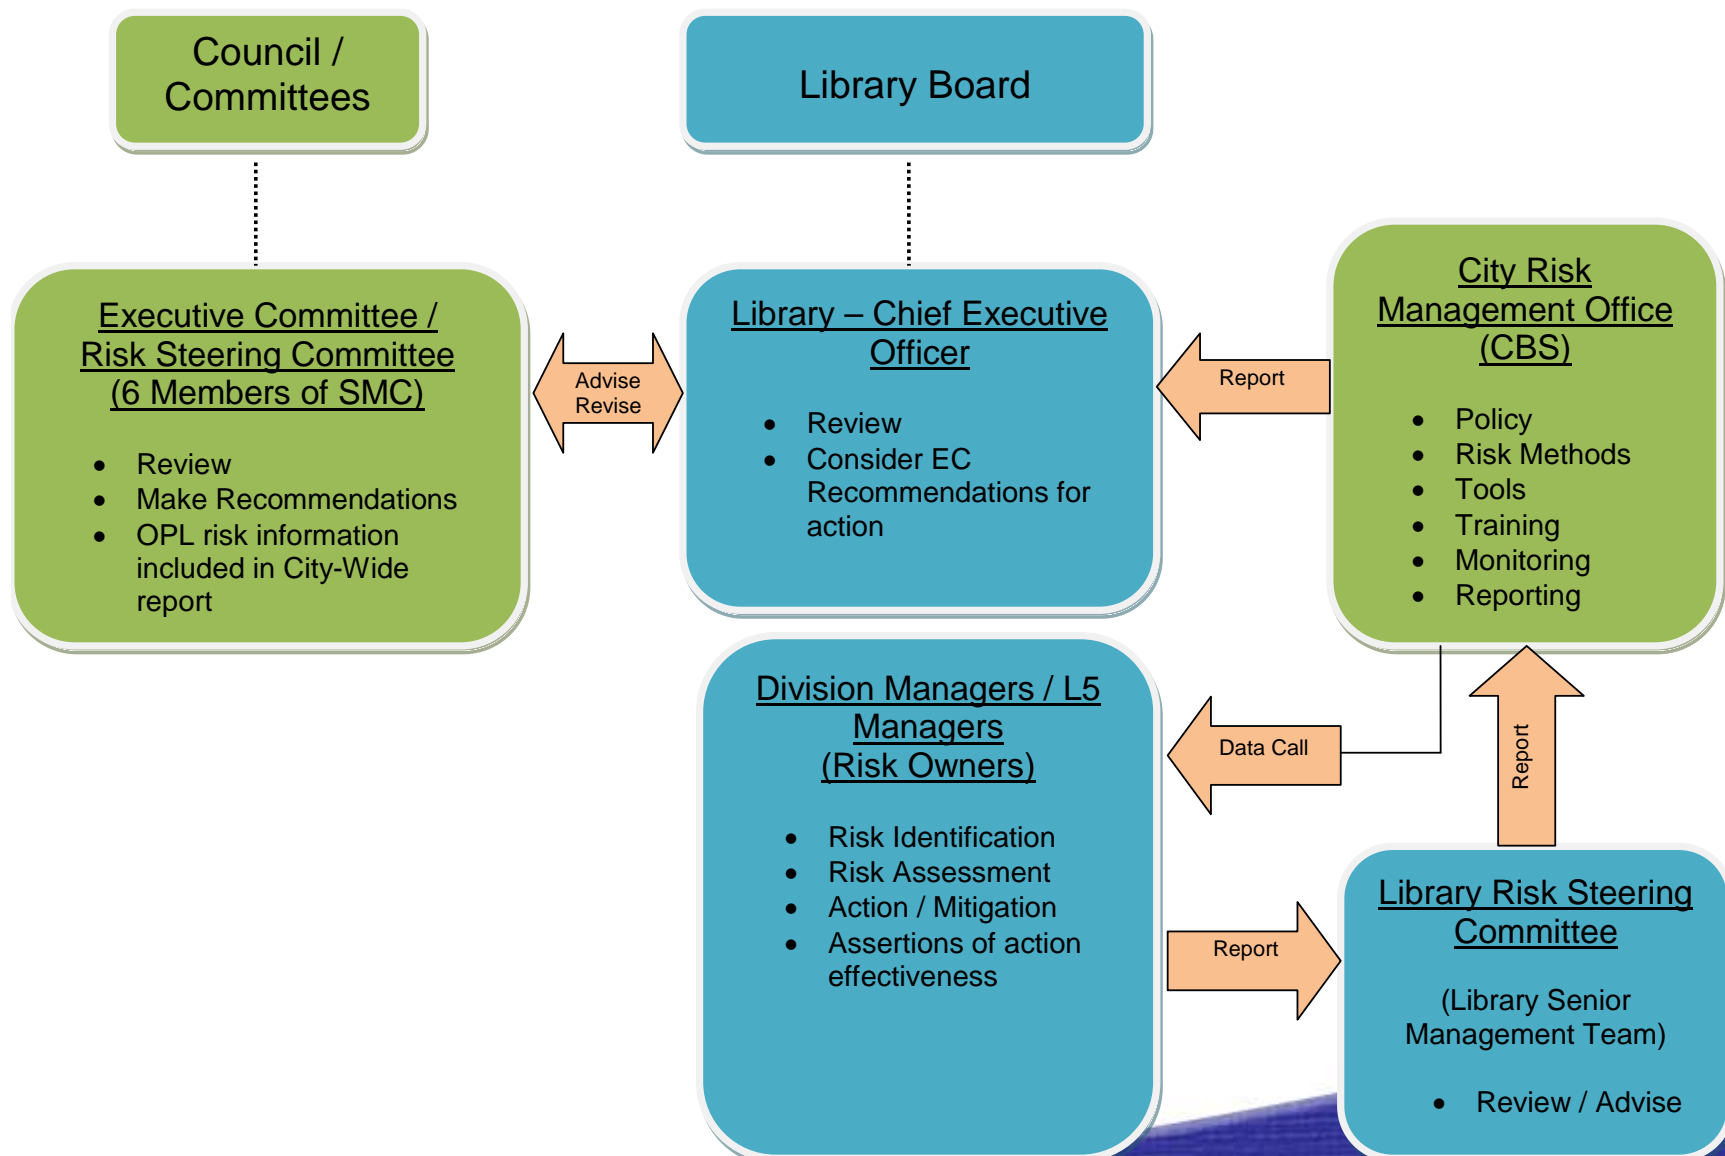 Council /
Committees
Library Board
Executive Committee /
Risk Steering Committee
(6 Members of SMC)
• Review
• Make Recommendations
• OPL risk information
included in City-Wide
report
Advise
Revise
Library – Chief Executive
Officer
• Review
• Consider EC
Recommendations for
action
Report
City Risk
Management Office
(CBS)
• Policy
• Risk Methods
• Tools
• Training
• Monitoring
• Reporting
Division Managers / L5
Managers
(Risk Owners)
• Risk Identification
• Risk Assessment
• Action / Mitigation
• Assertions of action
effectiveness
Data Call
Report
Report
Library Risk Steering
Committee
(Library Senior
Management Team)
• Review / Advise